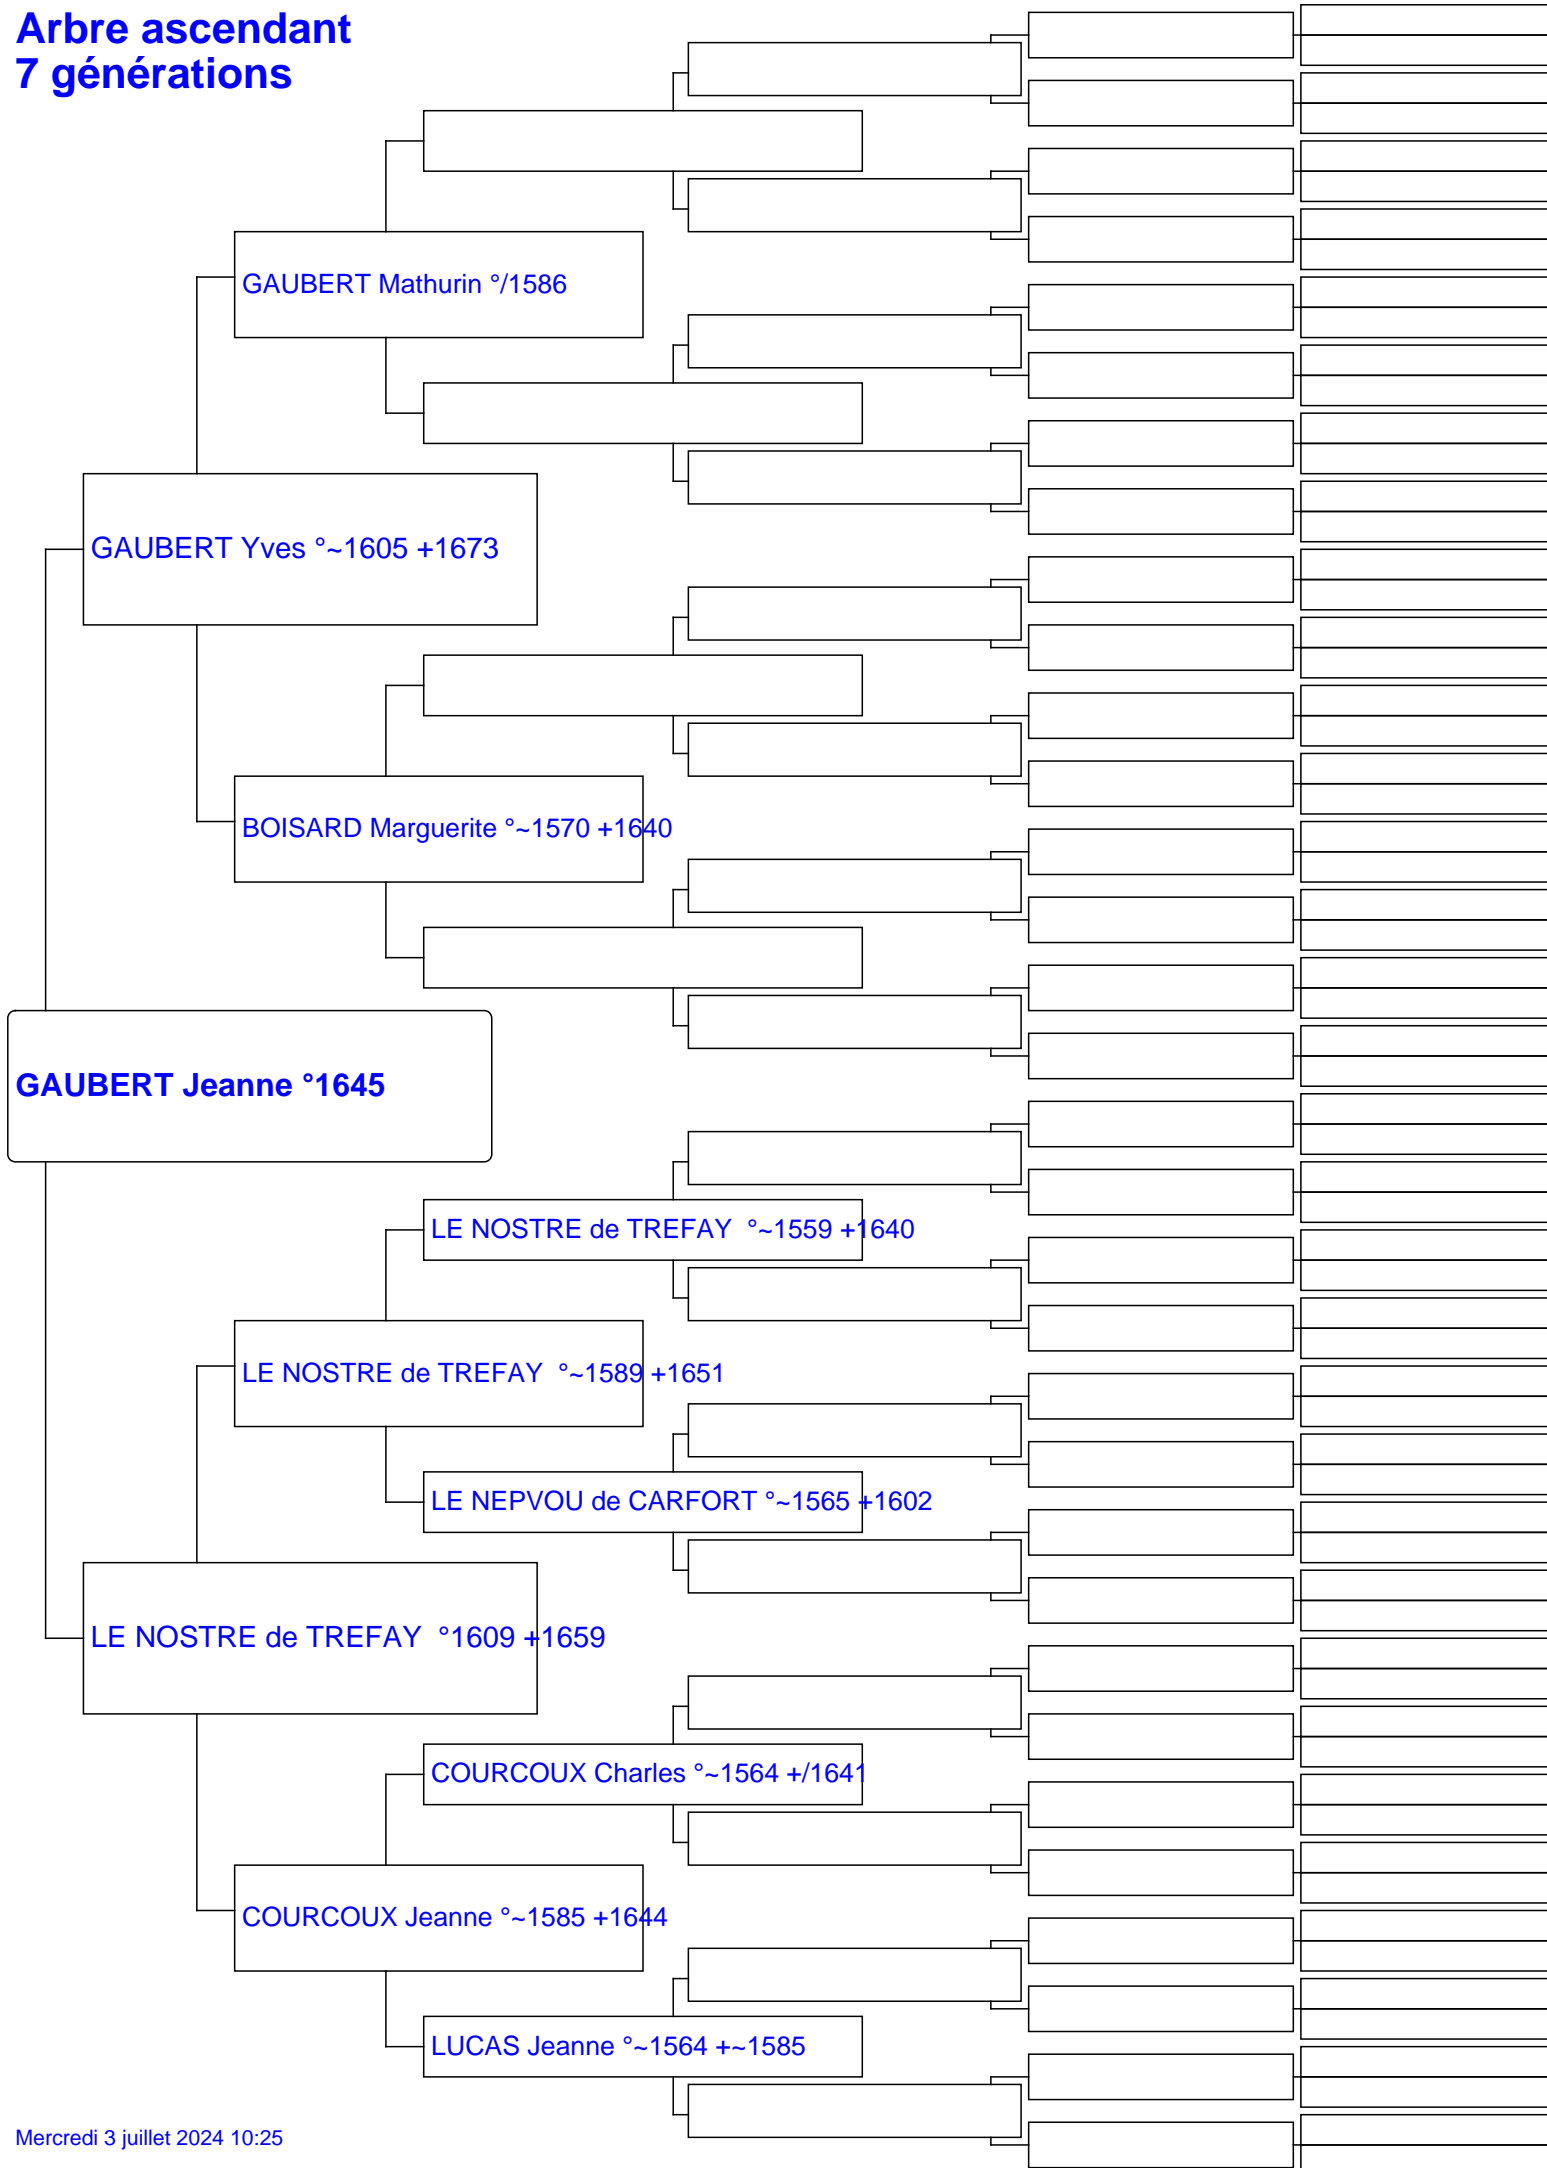 Arbre ascendant
7 générations
GAUBERT Mathurin °/1586
GAUBERT Yves °~1605 +1673
BOISARD Marguerite °~1570 +1640
GAUBERT Jeanne °1645
LE NOSTRE de TREFAY  °~1559 +1640
LE NOSTRE de TREFAY  °~1589 +1651
LE NEPVOU de CARFORT °~1565 +1602
LE NOSTRE de TREFAY  °1609 +1659
COURCOUX Charles °~1564 +/1641
COURCOUX Jeanne °~1585 +1644
LUCAS Jeanne °~1564 +~1585
Mercredi 3 juillet 2024 10:25